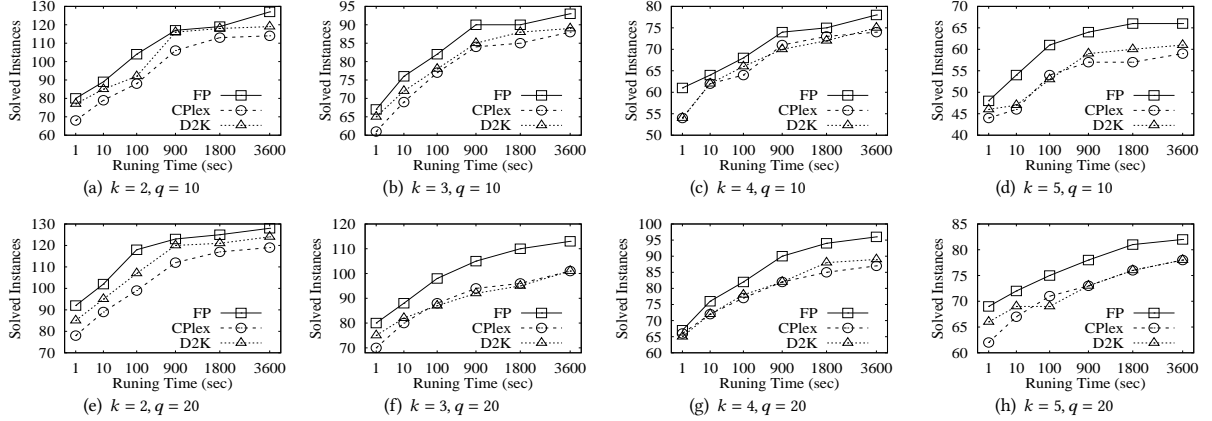 130
120
110
100
90
80
70
60
Solved Instances
FP
CPlex
D2K
1 10 100 900 1800 3600
Runing Time (sec)
(a) k = 2, q = 10
95
90
85
80
75
70
65
60
Solved Instances
FP
CPlex
D2K
1 10 100 900 1800 3600
Runing Time (sec)
(b) k = 3, q = 10
80
75
70
65
60
55
50
Solved Instances
FP
CPlex
D2K
1 10 100 900 1800 3600
Runing Time (sec)
(c) k = 4, q = 10
70
65
60
55
50
45
40
Solved Instances
FP
CPlex
D2K
1 10 100 900 1800 3600
Runing Time (sec)
(d) k = 5, q = 10
130
120
110
100
90
80
70
Solved Instances
FP
CPlex
D2K
1 10 100 900 1800 3600
Runing Time (sec)
(e) k = 2, q = 20
120
110
100
90
80
70
Solved Instances
FP
CPlex
D2K
1 10 100 900 1800 3600
Runing Time (sec)
(f) k = 3, q = 20
100
95
90
85
80
75
70
65
60
Solved Instances
FP
CPlex
D2K
1 10 100 900 1800 3600
Runing Time (sec)
(g) k = 4, q = 20
85
80
75
70
65
60
Solved Instances
FP
CPlex
D2K
1 10 100 900 1800 3600
Runing Time (sec)
(h) k = 5, q = 20